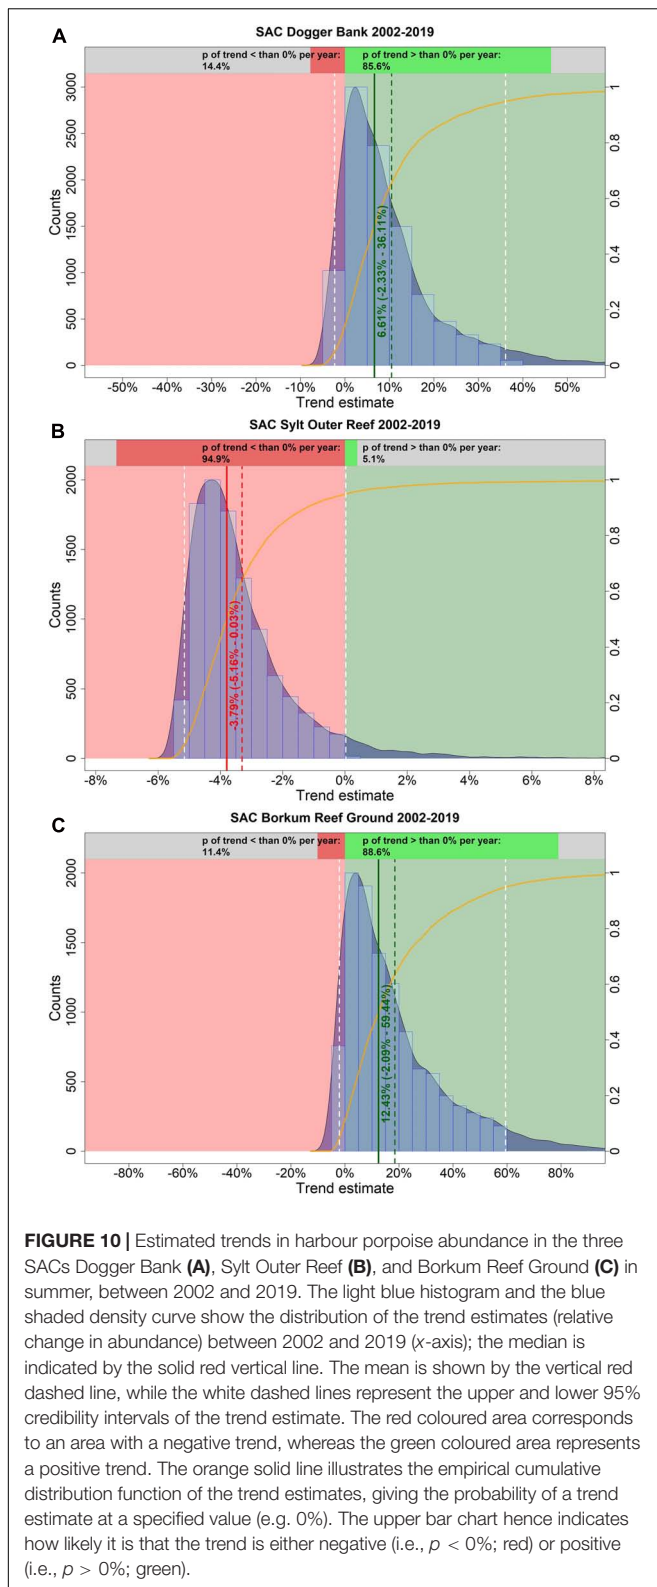 A
SAC Dogger Bank 2002-2019
p of trend < than 0% per year: p of trend > than 0% per year:
14.4% 85.6%
Counts
3000
2500
2000
1500
1000
500
0
1
0.8
0.6
0.4
0.2
0
6.61% (-2.33% - 36.11%)
-50% -40% -30% -20% -10% 0% 10% 20% 30% 40% 50%
Trend estimate
B
SAC Sylt Outer Reef 2002-2019
p of trend < than 0% per year: p of trend > than 0% per year:
94.9% 5.1%
Counts
2000
1500
1000
500
0
1
0.8
0.6
0.4
0.2
0
-3.79% (-5.16% - 0.03%)
-8% -6% -4% -2% 0% 2% 4% 6% 8%
Trend estimate
C
SAC Borkum Reef Ground 2002-2019
p of trend < than 0% per year: p of trend > than 0% per year:
11.4% 88.6%
Counts
2000
1500
1000
500
0
1
0.8
0.6
0.4
0.2
0
12.43% (-2.09% - 59.44%)
-80% -60% -40% -20% 0% 20% 40% 60% 80%
Trend estimate
FIGURE 10 | Estimated trends in harbour porpoise abundance in the three
SACs Dogger Bank (A), Sylt Outer Reef (B), and Borkum Reef Ground (C) in
summer, between 2002 and 2019. The light blue histogram and the blue
shaded density curve show the distribution of the trend estimates (relative
change in abundance) between 2002 and 2019 (x-axis); the median is
indicated by the solid red vertical line. The mean is shown by the vertical red
dashed line, while the white dashed lines represent the upper and lower 95%
credibility intervals of the trend estimate. The red coloured area corresponds
to an area with a negative trend, whereas the green coloured area represents
a positive trend. The orange solid line illustrates the empirical cumulative
distribution function of the trend estimates, giving the probability of a trend
estimate at a specified value (e.g. 0%). The upper bar chart hence indicates
how likely it is that the trend is either negative (i.e., p < 0%; red) or positive
(i.e., p > 0%; green).